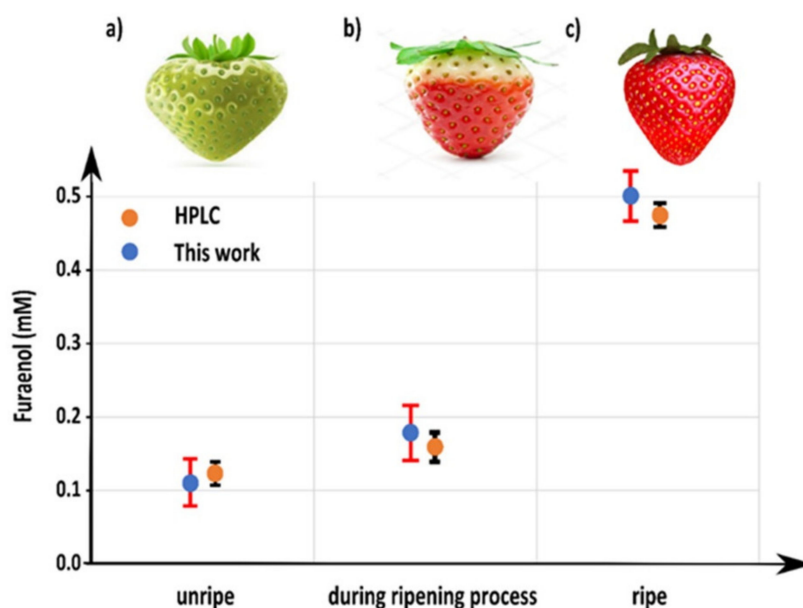 a)
b)
c)
0.5
HPLC
This work
0.4
0.3
0.2
0.1
0.0
Furaenol (mM)
unripe
during ripening process
ripe